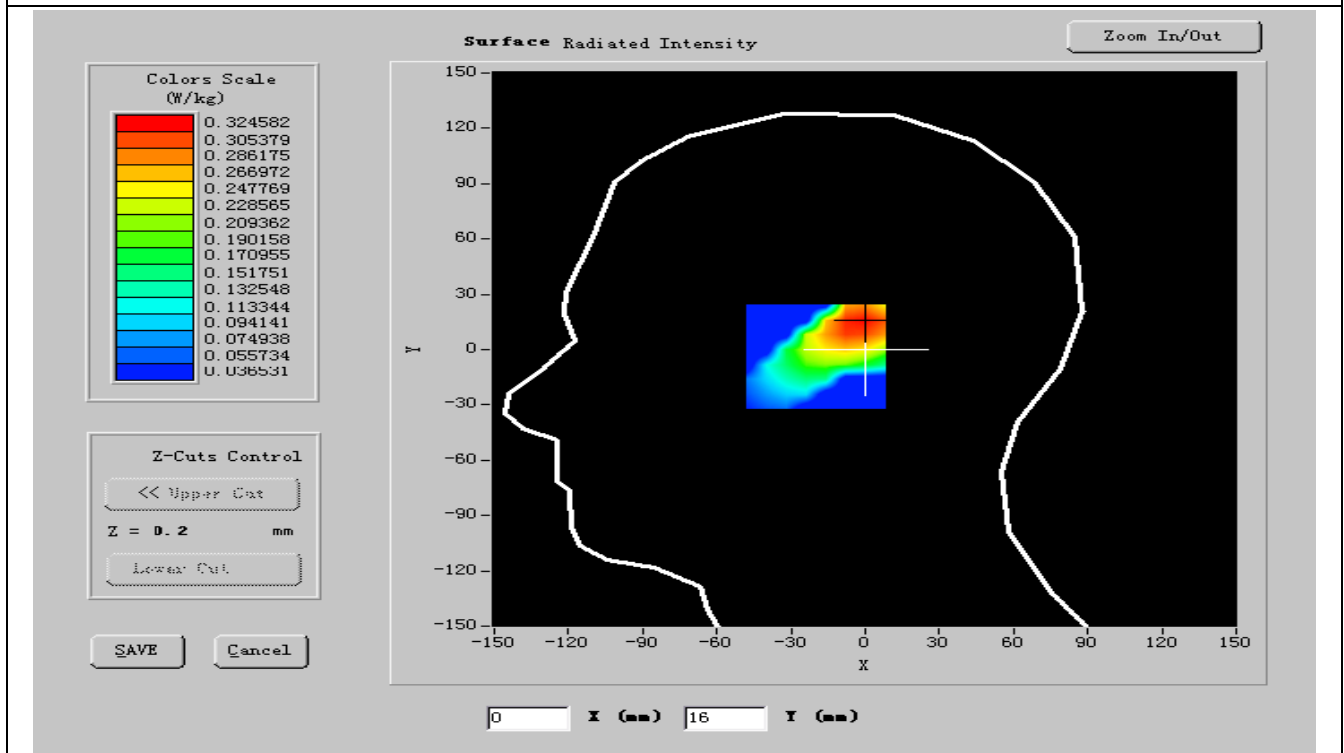 Surface Radiated Intensity
Zoom In/Out
Colors Scale
(W/kg)
0.324582
0.305379
0.286175
0.266972
0.247769
0.228565
0.209362
0.190158
0.170955
0.151751
0.132548
0.113344
0.094141
0.074938
0.055734
0.036531
Z-Cuts Control
<< Upper Cut
Z = 0.2 mm
Lower Cut
SAVE
Cancel
150
120
90
60
30
0
-30
-60
-90
-120
-150
Y
-150 -120 -90 -60 -30 0 30 60 90 120 150
X
0 X (mm) 16 Y (mm)